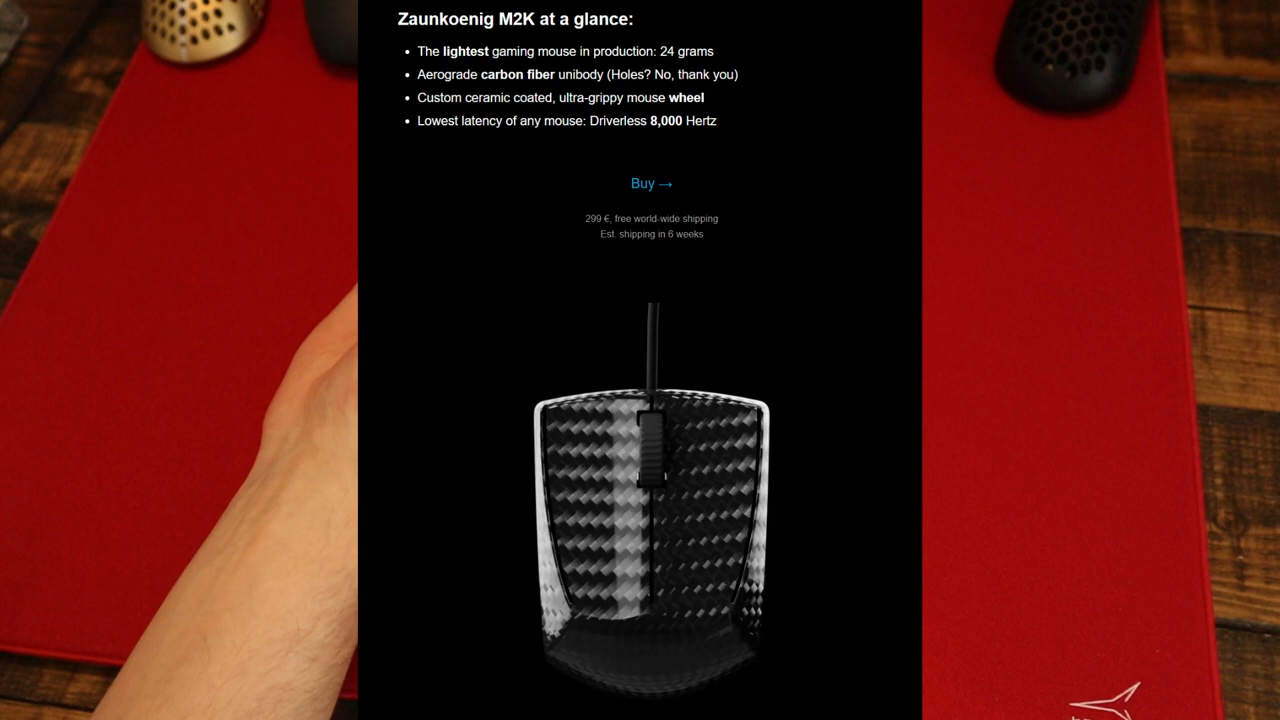 Zaunkoenig M2K at a glance:
The lightest gaming mouse in production: 24 grams
Aerograde carbon fiber unibody (Holes? No, thank you)
Custom ceramic coated, ultra-grippy mouse wheel
Lowest latency of any mouse: Driverless 8,000 Hertz
Buy →
299 €, free world-wide shipping
Est. shipping in 6 weeks